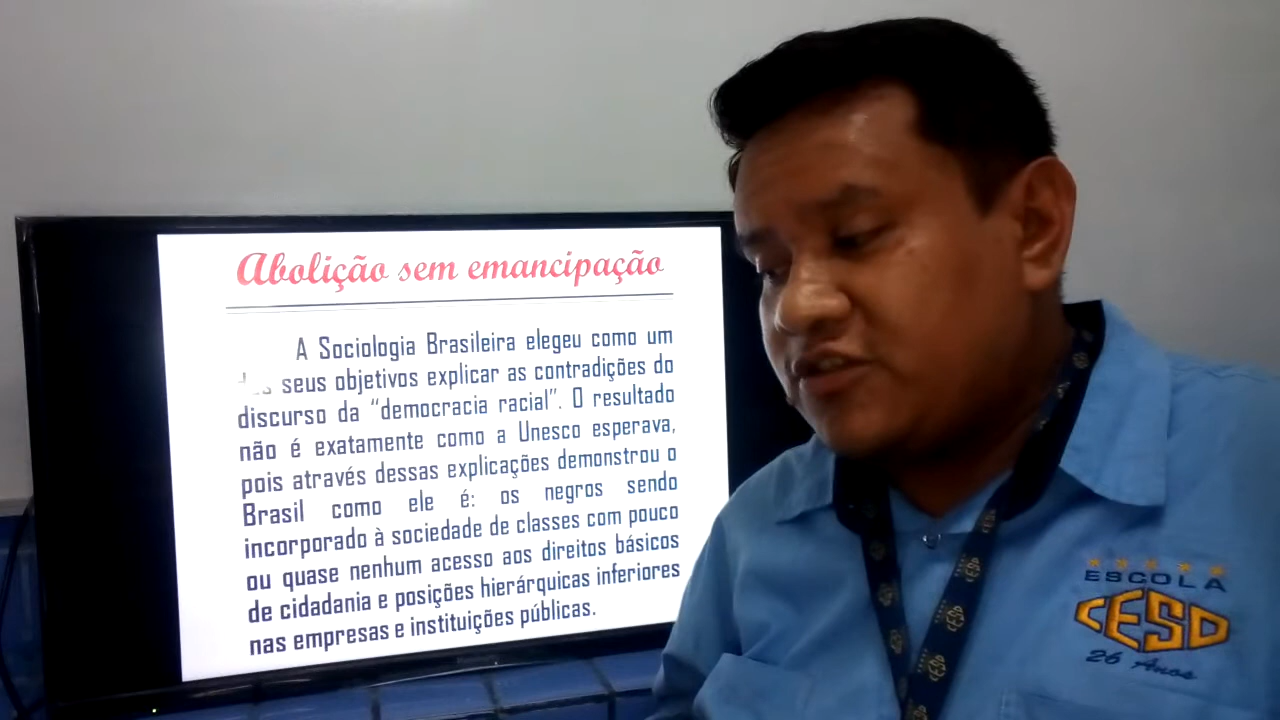 Abolição sem emancipação
A Sociologia Brasileira elegeu como um
seus objetivos explicar as contradições do
discurso da “democracia racial”. O resultado
não é exatamente como a Unesco esperava,
pois através dessas explicações demonstrou o
Brasil como ele é: os negros sendo
incorporado à sociedade de classes com pouco
ou quase nenhum acesso aos direitos básicos
de cidadania e posições hierárquicas inferiores
nas empresas e instituições públicas.
ESCOLA
CESD
26 Anos
CESD